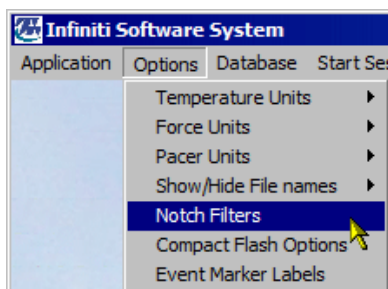 Infiniti Software System
Application Options Database Start Se
Temperature Units
Force Units
Pacer Units
Show/Hide File names
Notch Filters
Compact Flash Options
Event Marker Labels